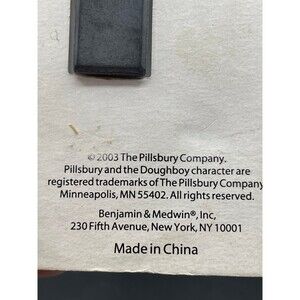 © 2003 The Pillsbury Company.
Pillsbury and the Doughboy character are
registered trademarks of The Pillsbury Company
Minneapolis, MN 55402. All rights reserved.
Benjamin & Medwin®, Inc,
230 Fifth Avenue, New York, NY 10001
Made in China